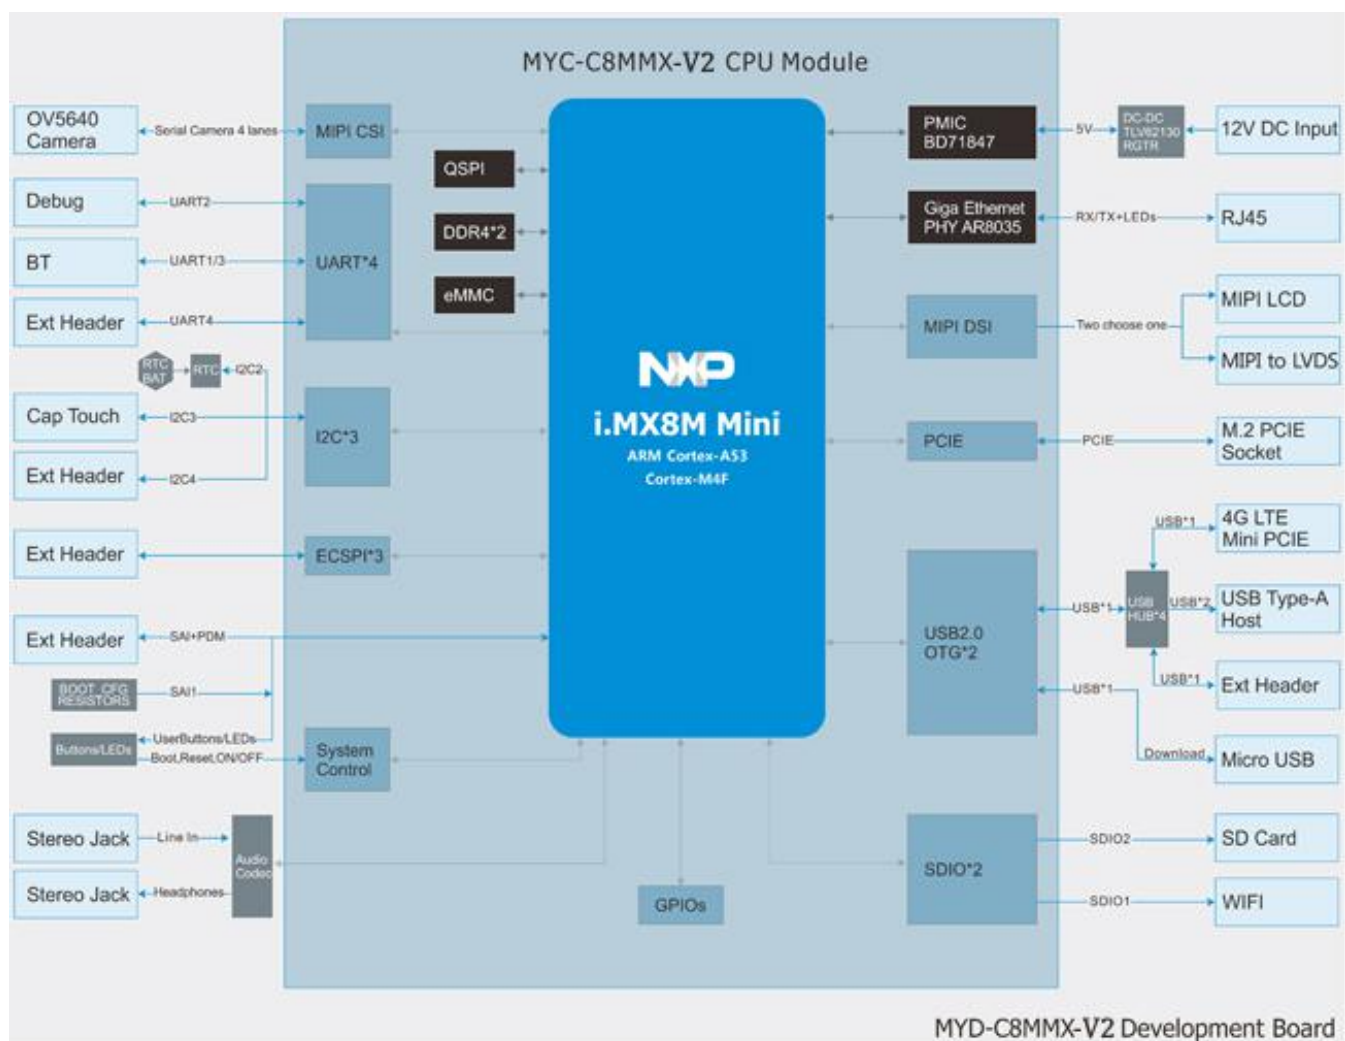 MYC-C8MMX-V2 CPU Module
OV5640
Camera
Serial Camera 4 lanes
MIPI CSI
Debug
UART2
BT
UART1/3
UART*4
Ext Header
UART4
RTC
BAT
RTC
I2C2
Cap Touch
I2C3
I2C*3
Ext Header
I2C4
Ext Header
ECSPI*3
Ext Header
SAI+PDM
BOOT_CFG
RESISTORS
SAI1
Buttons/LEDs
UserButtons/LEDs
Boot,Reset,ON/OFF
System
Control
Stereo Jack
Line In
Audio
Codec
Stereo Jack
Headphones
QSPI
DDR4*2
eMMC
NXP
i.MX8M Mini
ARM Cortex-A53
Cortex-M4F
GPIOs
PMIC
BD71847
5V
DC-DC
TLV62130
RGTR
12V DC Input
Giga Ethernet
PHY AR8035
RX/TX+LEDs
RJ45
MIPI DSI
Two choose one
MIPI LCD
MIPI to LVDS
PCIE
PCIE
M.2 PCIE
Socket
USB2.0
OTG*2
USB*1
USB
HUB*4
USB*1
4G LTE
Mini PCIE
USB*2
USB Type-A
Host
USB*1
Ext Header
USB*1
Download
Micro USB
SDIO*2
SDIO2
SD Card
SDIO1
WIFI
MYD-C8MMX-V2 Development Board